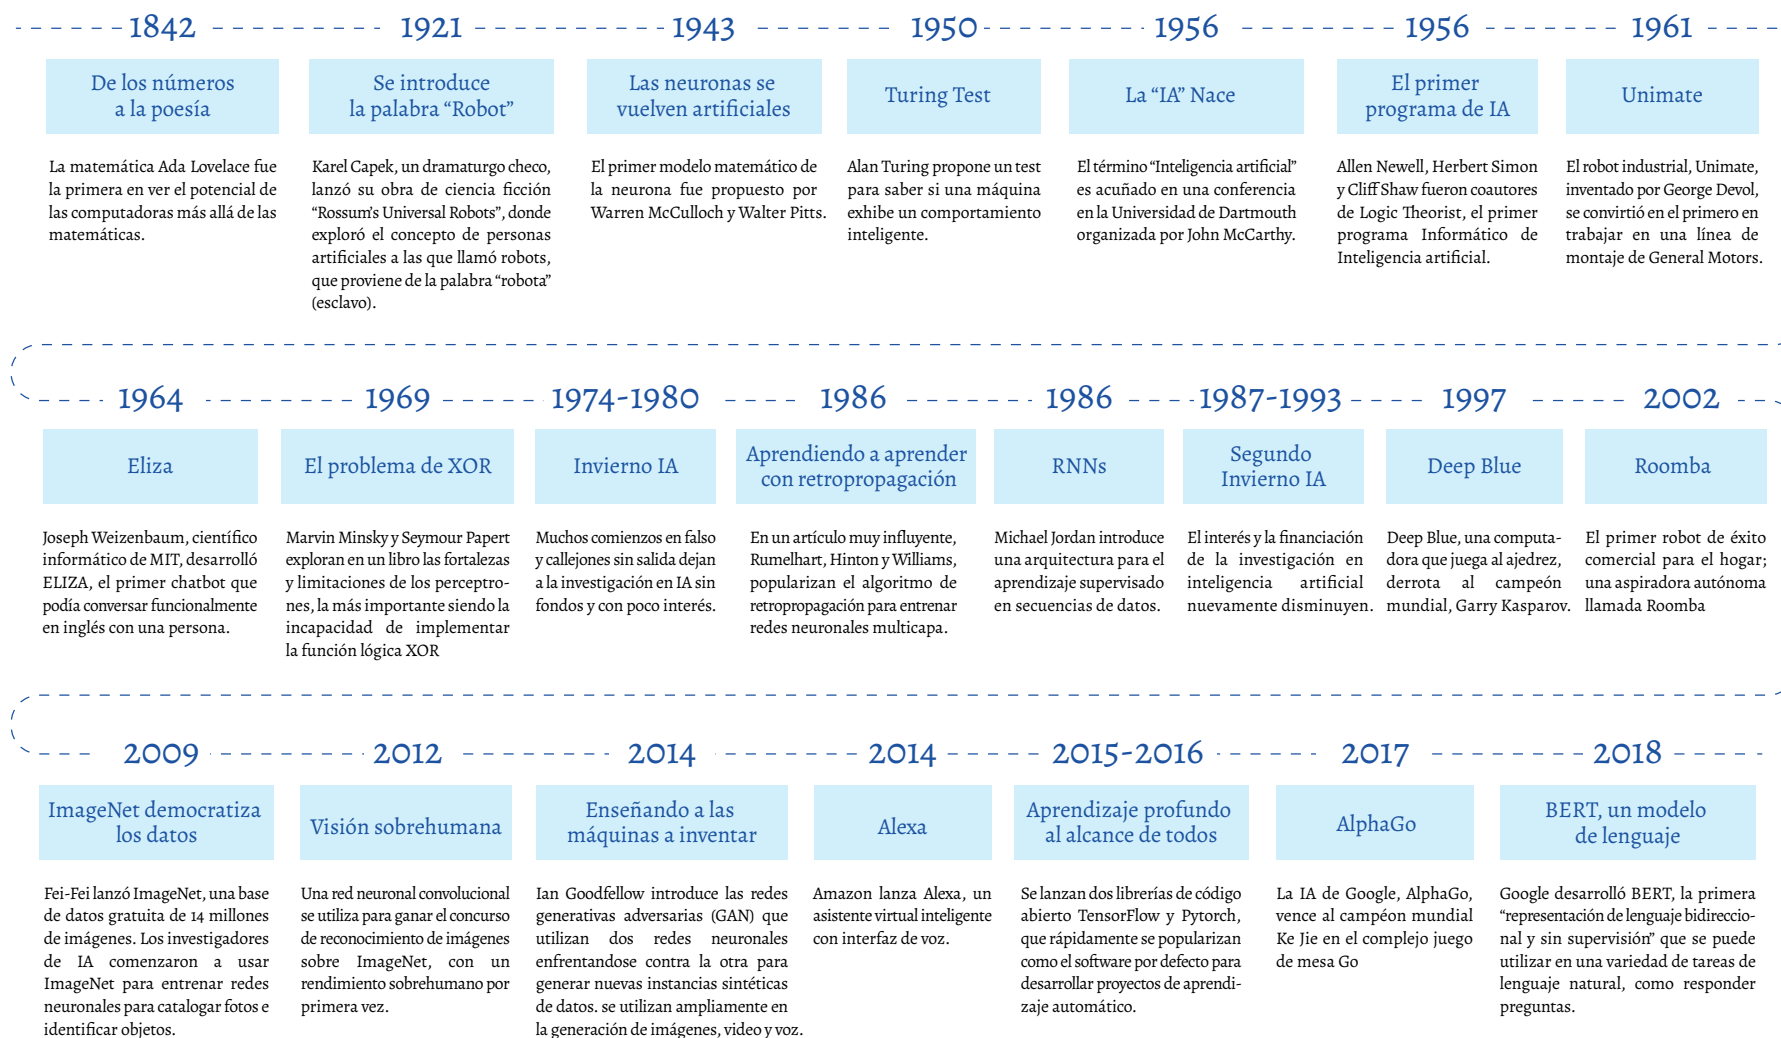 1842
De los números
a la poesía
La matemática Ada Lovelace fue
la primera en ver el potencial de
las computadoras más allá de las
matemáticas.
1921
Se introduce
la palabra “Robot”
Karel Capek, un dramaturgo checo,
lanzó su obra de ciencia ficción
“Rossum’s Universal Robots”, donde
exploró el concepto de personas
artificiales a las que llamó robots,
que proviene de la palabra “robota”
(esclavo).
1943
Las neuronas se
vuelven artificiales
El primer modelo matemático de
la neurona fue propuesto por
Warren McCulloch y Walter Pitts.
1950
Turing Test
Alan Turing propone un test
para saber si una máquina
exhibe un comportamiento
inteligente.
1956
La “IA” Nace
El término “Inteligencia artificial”
es acuñado en una conferencia
en la Universidad de Dartmouth
organizada por John McCarthy.
1956
El primer
programa de IA
Allen Newell, Herbert Simon
y Cliff Shaw fueron coautores
de Logic Theorist, el primer
programa Informático de
Inteligencia artificial.
1961
Unimate
El robot industrial, Unimate,
inventado por George Devol,
se convirtió en el primero en
trabajar en una línea de
montaje de General Motors.
1964
Eliza
Joseph Weizenbaum, científico
informático de MIT, desarrolló
ELIZA, el primer chatbot que
podía conversar funcionalmente
en inglés con una persona.
1969
El problema de XOR
Marvin Minsky y Seymour Papert
exploran en un libro las fortalezas
y limitaciones de los perceptro-
nes, la más importante siendo la
incapacidad de implementar
la función lógica XOR
1974-1980
Invierno IA
Muchos comienzos en falso
y callejones sin salida dejan
a la investigación en IA sin
fondos y con poco interés.
1986
Aprendiendo a aprender
con retropropagación
En un artículo muy influyente,
Rumelhart, Hinton y Williams,
popularizan el algoritmo de
retropropagación para entrenar
redes neuronales multicapa.
1986
RNNs
Michael Jordan introduce
una arquitectura para el
aprendizaje supervisado
en secuencias de datos.
1987-1993
Segundo
Invierno IA
El interés y la financiación
de la investigación en
inteligencia artificial
nuevamente disminuyen.
1997
Deep Blue
Deep Blue, una computa-
dora que juega al ajedrez,
derrota al campeón
mundial, Garry Kasparov.
2002
Roomba
El primer robot de éxito
comercial para el hogar;
una aspiradora autónoma
llamada Roomba
2009
ImageNet democratiza
los datos
Fei-Fei lanzó ImageNet, una base
de datos gratuita de 14 millones
de imágenes. Los investigadores
de IA comenzaron a usar
ImageNet para entrenar redes
neuronales para catalogar fotos e
identificar objetos.
2012
Visión sobrehumana
Una red neuronal convolucional
se utiliza para ganar el concurso
de reconocimiento de imágenes
sobre ImageNet, con un
rendimiento sobrehumano por
primera vez.
2014
Enseñando a las
máquinas a inventar
Ian Goodfellow introduce las redes
generativas adversarias (GAN) que
utilizan dos redes neuronales
enfrentandose contra la otra para
generar nuevas instancias sintéticas
de datos. se utilizan ampliamente en
la generación de imágenes, video y voz.
2014
Alexa
Amazon lanza Alexa, un
asistente virtual inteligente
con interfaz de voz.
2015-2016
Aprendizaje profundo
al alcance de todos
Se lanzan dos librerías de código
abierto TensorFlow y Pytorch,
que rápidamente se popularizan
como el software por defecto para
desarrollar proyectos de aprendi-
zaje automático.
2017
AlphaGo
La IA de Google, AlphaGo,
vence al campéon mundial
Ke Jie en el complejo juego
de mesa Go
2018
BERT, un modelo
de lenguaje
Google desarrolló BERT, la primera
“representación de lenguaje bidireccio-
nal y sin supervisión” que se puede
utilizar en una variedad de tareas de
lenguaje natural, como responder
preguntas.